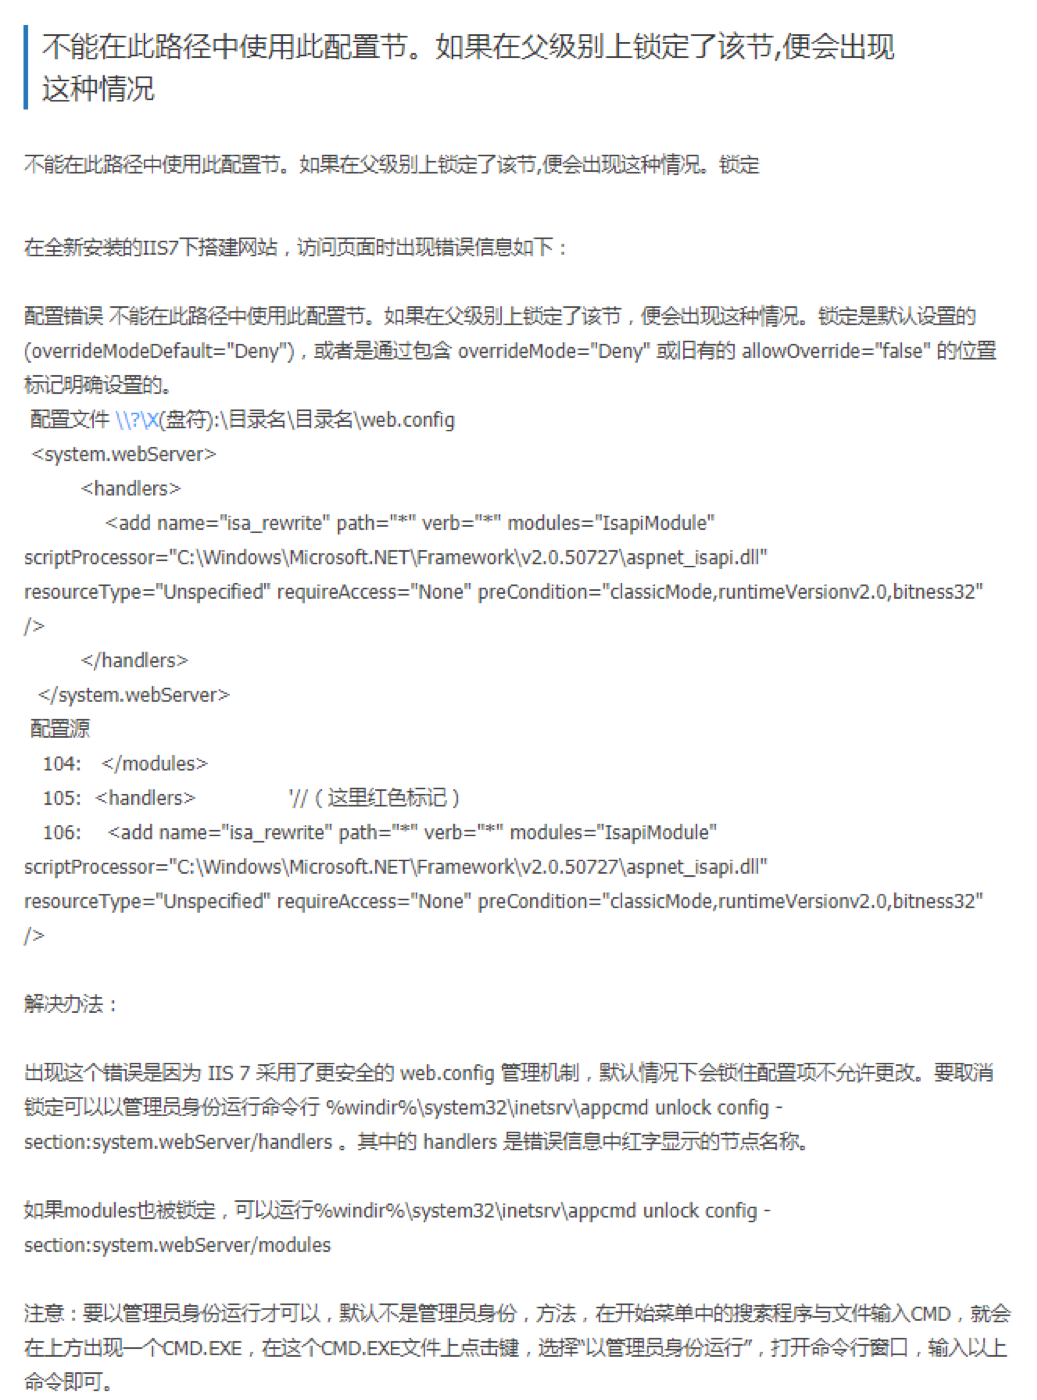 不能在此路径中使用此配置节。如果在父级别上锁定了该节,便会出现
这种情况
不能在此路径中使用此配置节。如果在父级别上锁定了该节,便会出现这种情况。锁定
在全新安装的IIS7下搭建网站，访问页面时出现错误信息如下：
配置错误 不能在此路径中使用此配置节。如果在父级别上锁定了该节，便会出现这种情况。锁定是默认设置的
(overrideModeDefault="Deny")，或者是通过包含 overrideMode="Deny" 或旧有的 allowOverride="false" 的位置
标记明确设置的。
配置文件 \\?\X(盘符):\目录名\目录名\web.config
<system.webServer>
<handlers>
<add name="isa_rewrite" path="*" verb="*" modules="IsapiModule"
scriptProcessor="C:\Windows\Microsoft.NET\Framework\v2.0.50727\aspnet_isapi.dll"
resourceType="Unspecified" requireAccess="None" preCondition="classicMode,runtimeVersionv2.0,bitness32"
/>
</handlers>
</system.webServer>
配置源
104: </modules>
105: <handlers> '//（这里红色标记）
106: <add name="isa_rewrite" path="*" verb="*" modules="IsapiModule"
scriptProcessor="C:\Windows\Microsoft.NET\Framework\v2.0.50727\aspnet_isapi.dll"
resourceType="Unspecified" requireAccess="None" preCondition="classicMode,runtimeVersionv2.0,bitness32"
/>
解决办法：
出现这个错误是因为 IIS 7 采用了更安全的 web.config 管理机制，默认情况下会锁住配置项不允许更改。要取消
锁定可以以管理员身份运行命令行 %windir%\system32\inetsrv\appcmd unlock config -
section:system.webServer/handlers 。其中的 handlers 是错误信息中红字显示的节点名称。
如果modules也被锁定，可以运行%windir%\system32\inetsrv\appcmd unlock config -
section:system.webServer/modules
注意：要以管理员身份运行才可以，默认不是管理员身份，方法，在开始菜单中的搜索程序与文件输入CMD，就会
在上方出现一个CMD.EXE，在这个CMD.EXE文件上点击键，选择“以管理员身份运行”，打开命令行窗口，输入以上
命令即可。